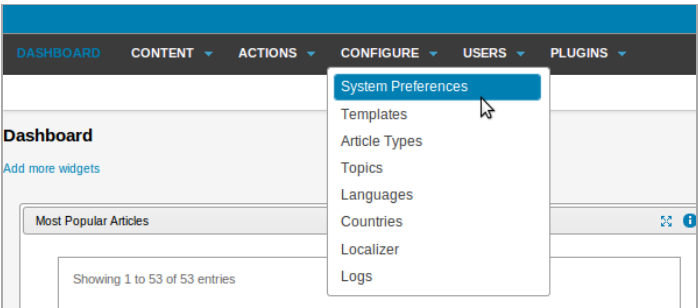 DASHBOARD CONTENT ACTIONS CONFIGURE USERS PLUGINS
System Preferences
Templates
Article Types
Topics
Languages
Countries
Localizer
Logs
Dashboard
Add more widgets
Most Popular Articles
Showing 1 to 53 of 53 entries